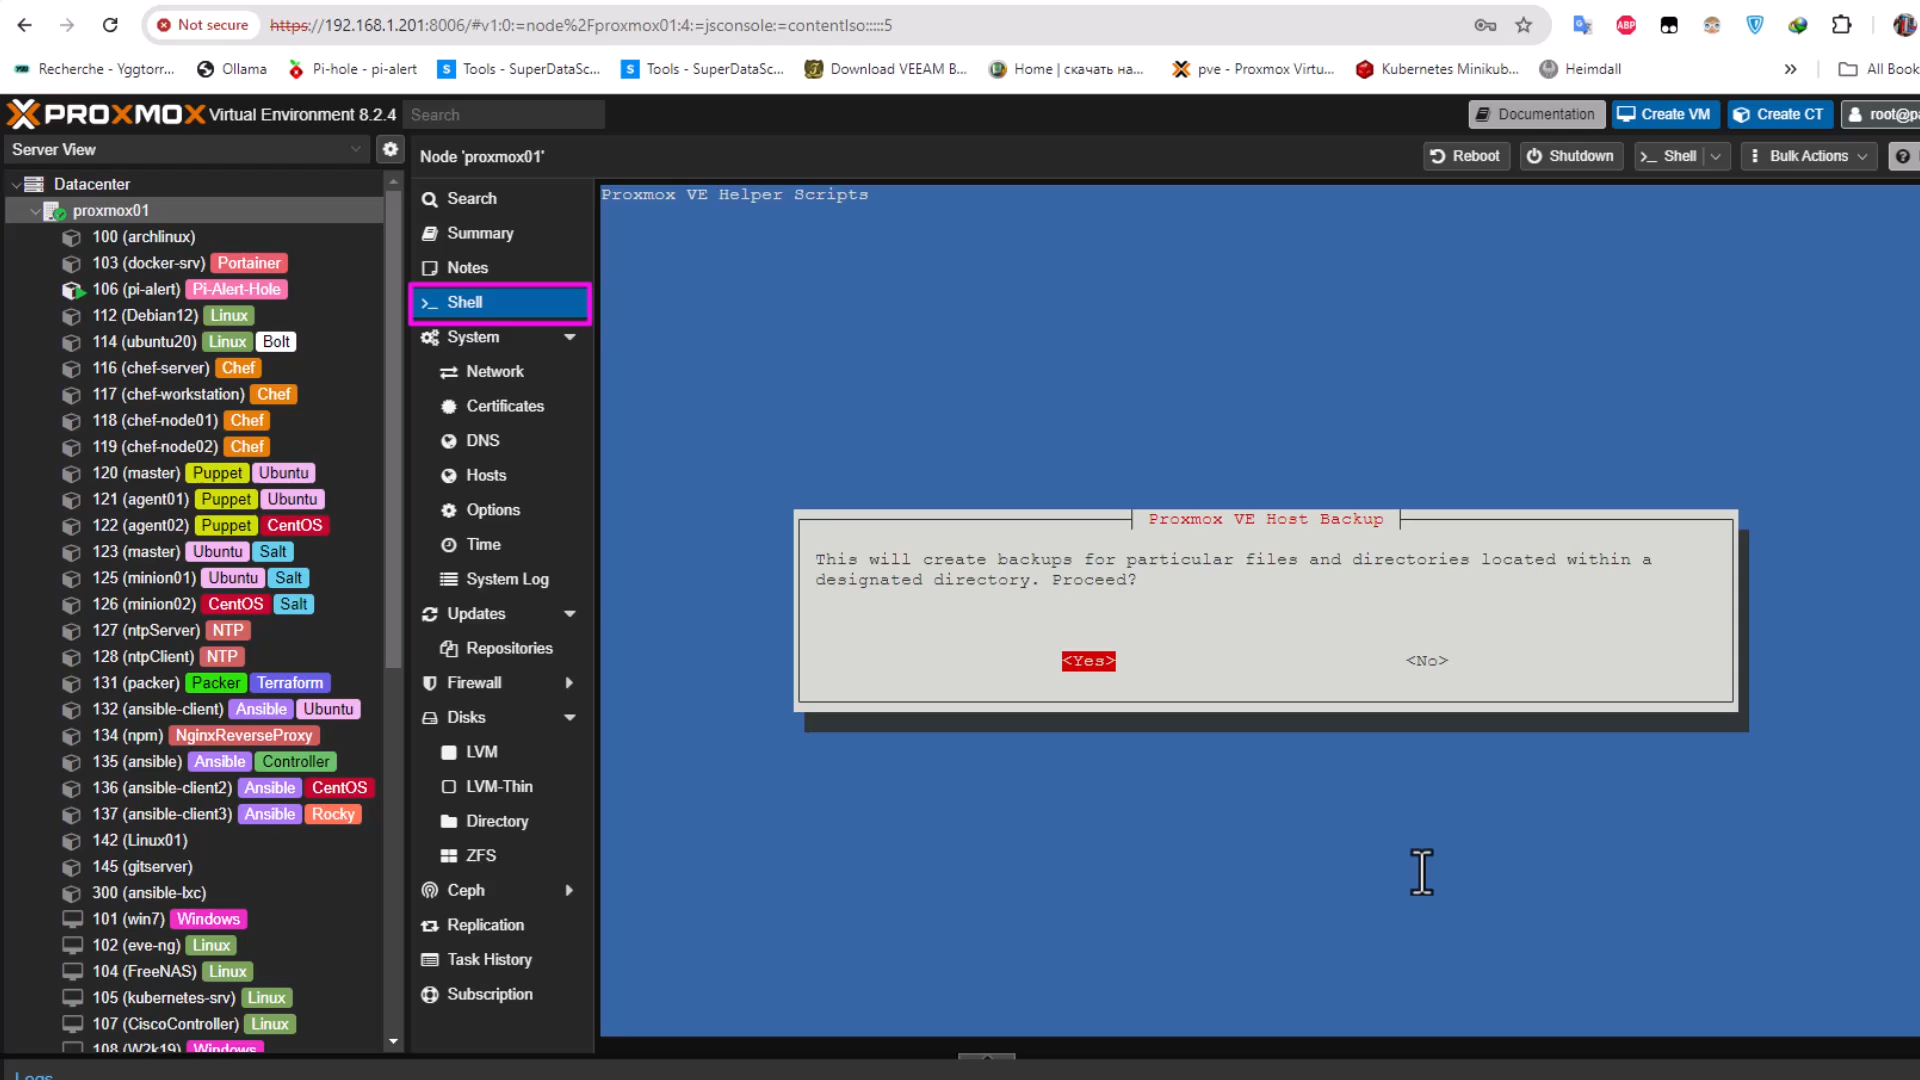 Not secure
https://192.168.1.201:8006/#v1:0:=node%2Fproxmox01:4:=jsconsole:=contentIso:::::5
ABP
Recherche - Yggtorr...
Ollama
Pi-hole - pi-alert
S Tools - SuperDataSc...
S Tools - SuperDataSc...
Download VEEAM B...
Home | скачать на...
pve - Proxmox Virtu...
Kubernetes Minikub...
Heimdall
»
All Book
PROXMOX Virtual Environment 8.2.4
Search
Documentation
Create VM
Create CT
root@pa
Server View
Node 'proxmox01'
Reboot
Shutdown
>_ Shell
Bulk Actions
Datacenter
proxmox01
100 (archlinux)
103 (docker-srv) Portainer
106 (pi-alert) Pi-Alert-Hole
112 (Debian12) Linux
114 (ubuntu20) Linux Bolt
116 (chef-server) Chef
117 (chef-workstation) Chef
118 (chef-node01) Chef
119 (chef-node02) Chef
120 (master) Puppet Ubuntu
121 (agent01) Puppet Ubuntu
122 (agent02) Puppet CentOS
123 (master) Ubuntu Salt
125 (minion01) Ubuntu Salt
126 (minion02) CentOS Salt
127 (ntpServer) NTP
128 (ntpClient) NTP
131 (packer) Packer Terraform
132 (ansible-client) Ansible Ubuntu
134 (npm) NginxReverseProxy
135 (ansible) Ansible Controller
136 (ansible-client2) Ansible CentOS
137 (ansible-client3) Ansible Rocky
142 (Linux01)
145 (gitserver)
300 (ansible-lxc)
101 (win7) Windows
102 (eve-ng) Linux
104 (FreeNAS) Linux
105 (kubernetes-srv) Linux
107 (CiscoController) Linux
108 (W2k19) Windows
Search
Summary
Notes
>_ Shell
System
Network
Certificates
DNS
Hosts
Options
Time
System Log
Updates
Repositories
Firewall
Disks
LVM
LVM-Thin
Directory
ZFS
Ceph
Replication
Task History
Subscription
Proxmox VE Helper Scripts
Proxmox VE Host Backup
This will create backups for particular files and directories located within a
designated directory. Proceed?
<Yes>
<No>
Logs